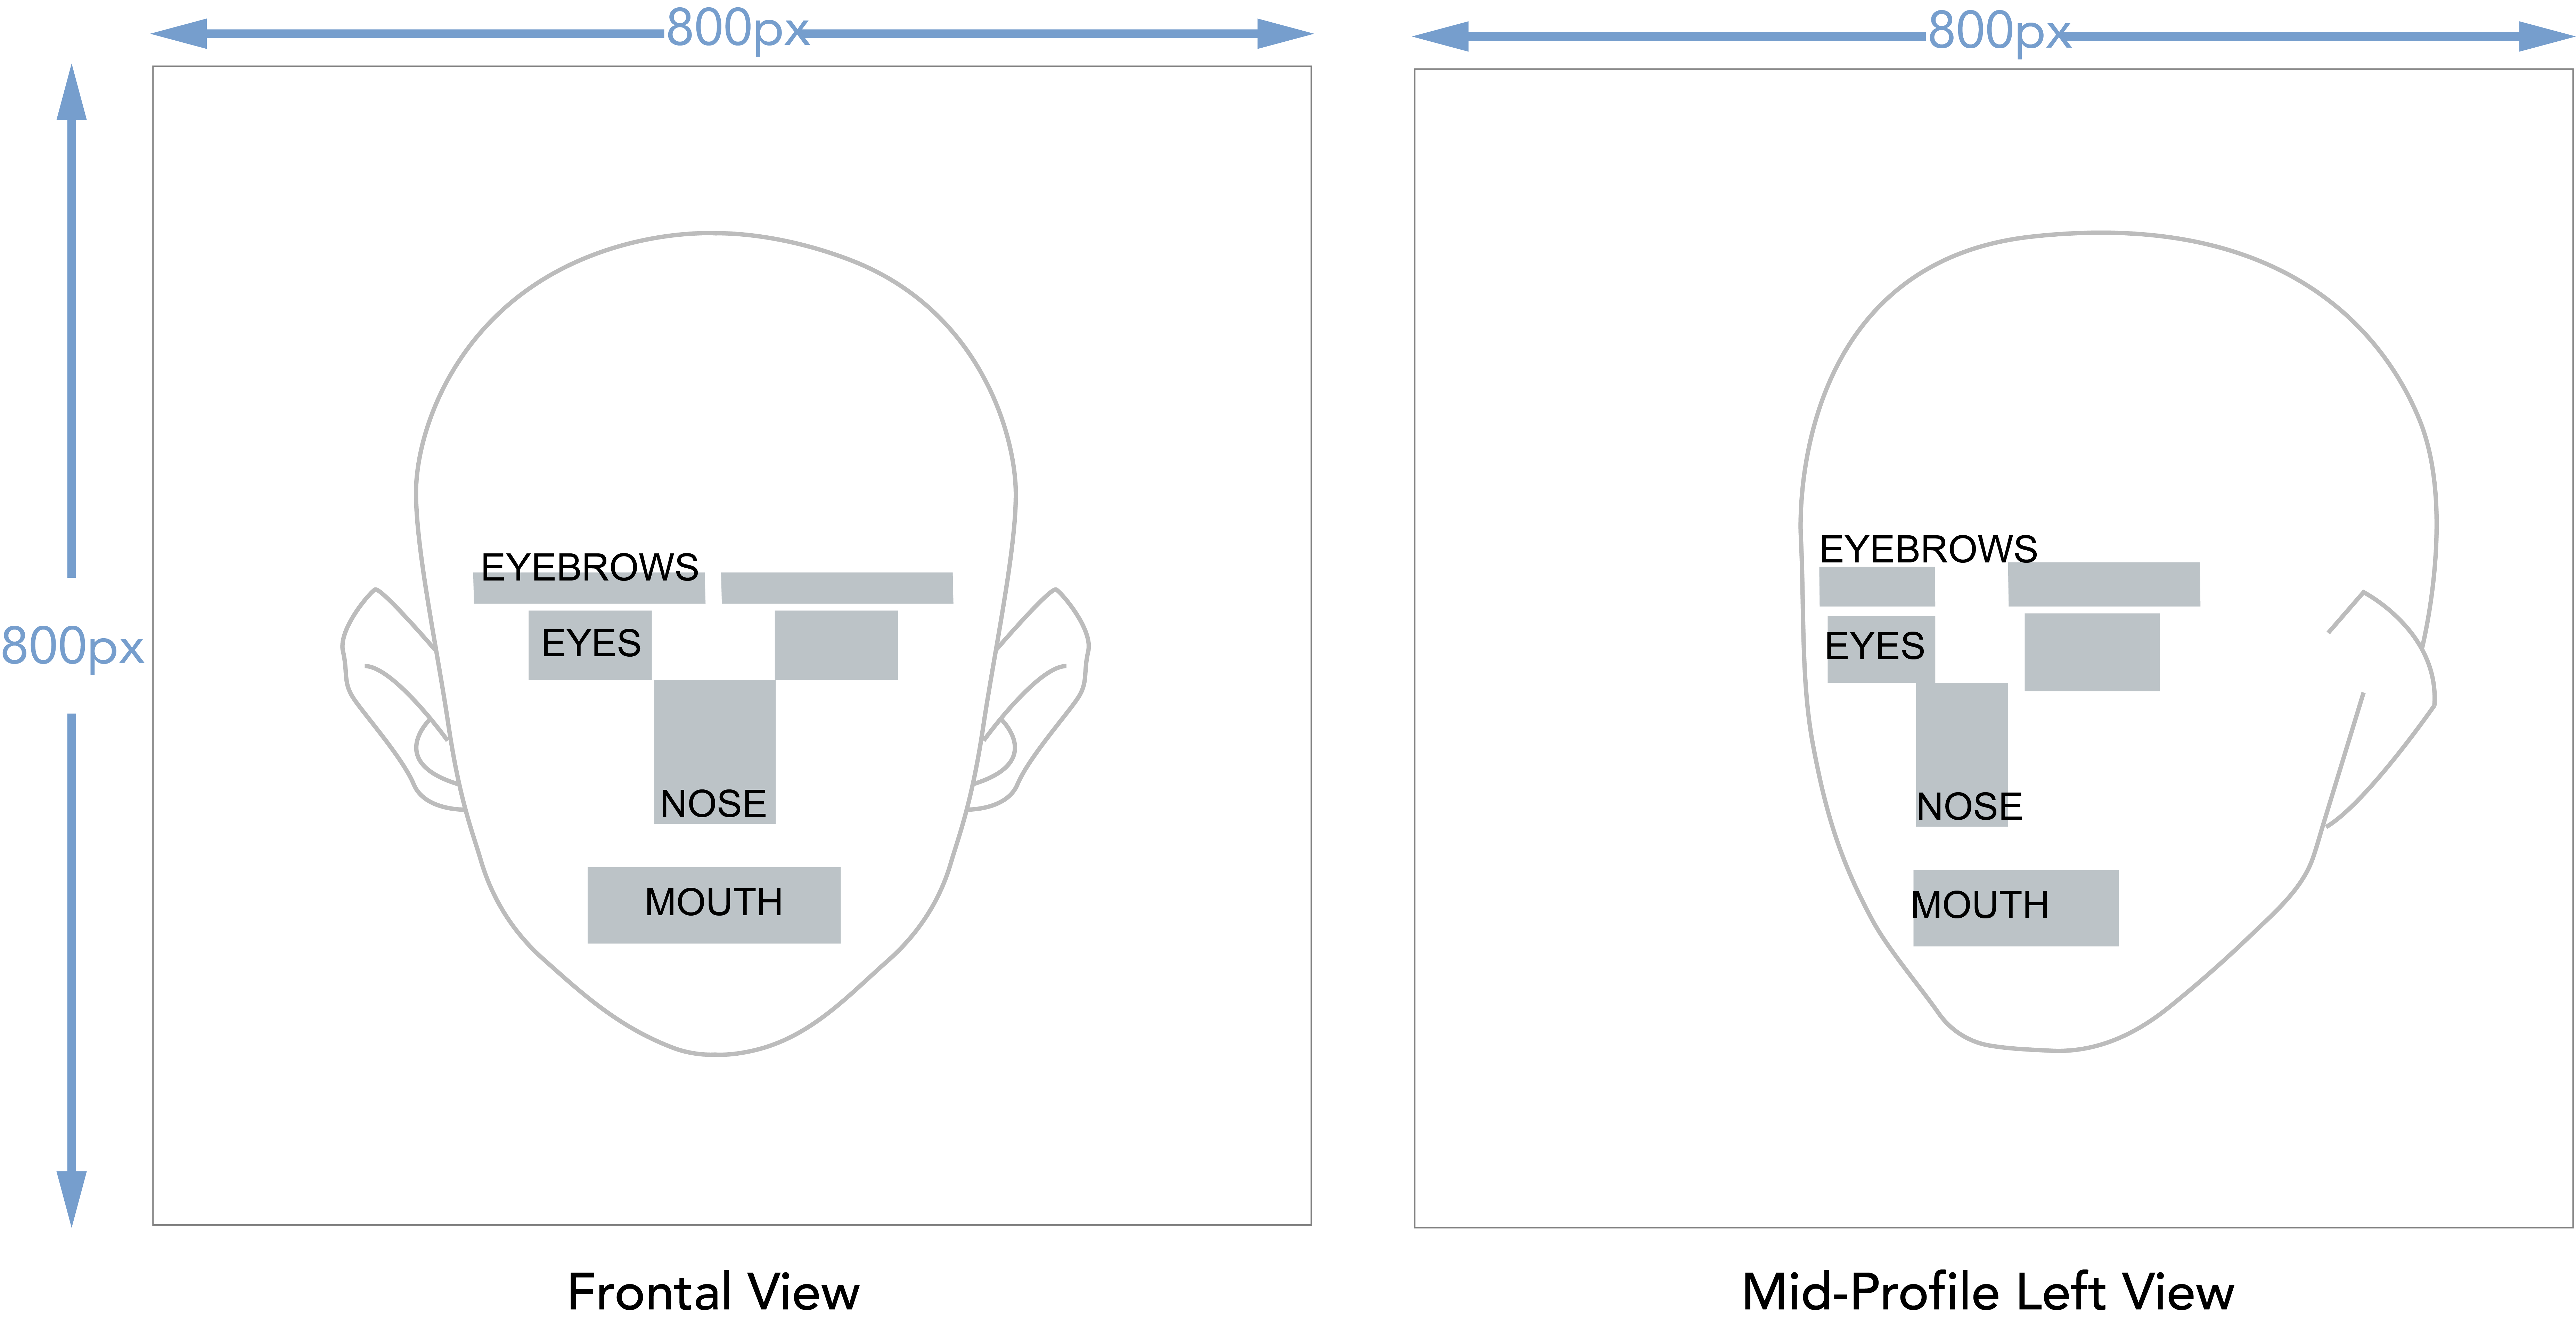 800px
800px
800px
EYEBROWS
EYES
NOSE
MOUTH
EYEBROWS
EYES
NOSE
MOUTH
Frontal View
Mid-Profile Left View